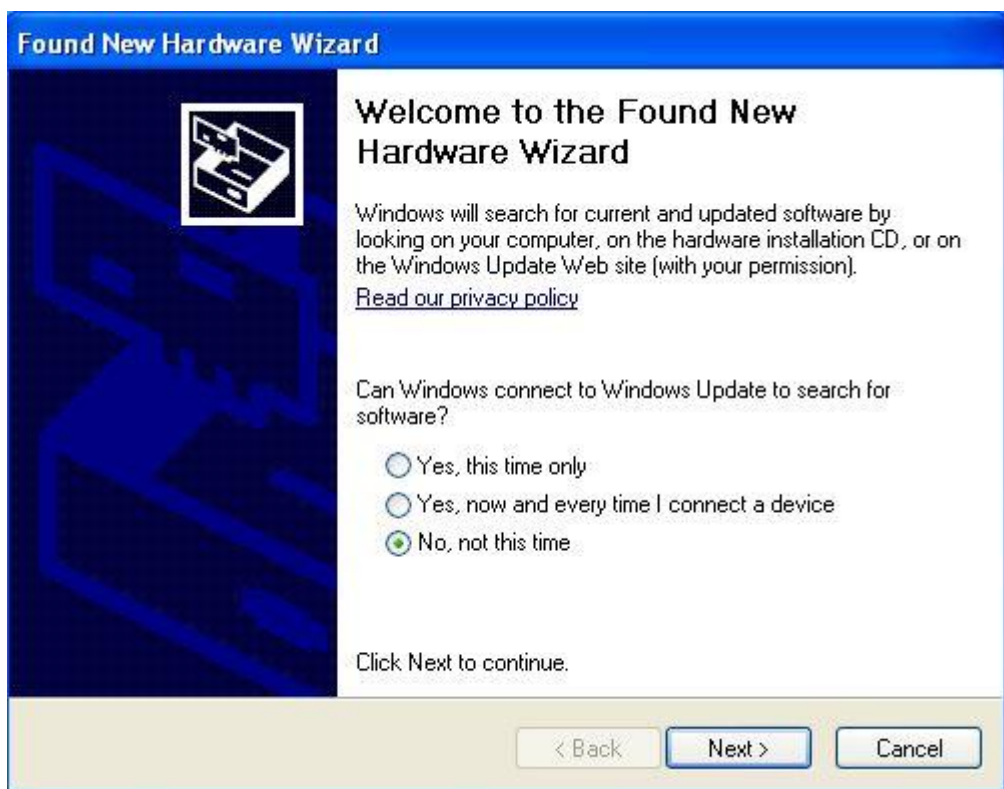 Found New Hardware Wizard
Welcome to the Found New
Hardware Wizard
Windows will search for current and updated software by
looking on your computer, on the hardware installation CD, or on
the Windows Update Web site (with your permission).
Read our privacy policy
Can Windows connect to Windows Update to search for
software?
Yes, this time only
Yes, now and every time I connect a device
No, not this time
Click Next to continue.
< Back
Next >
Cancel